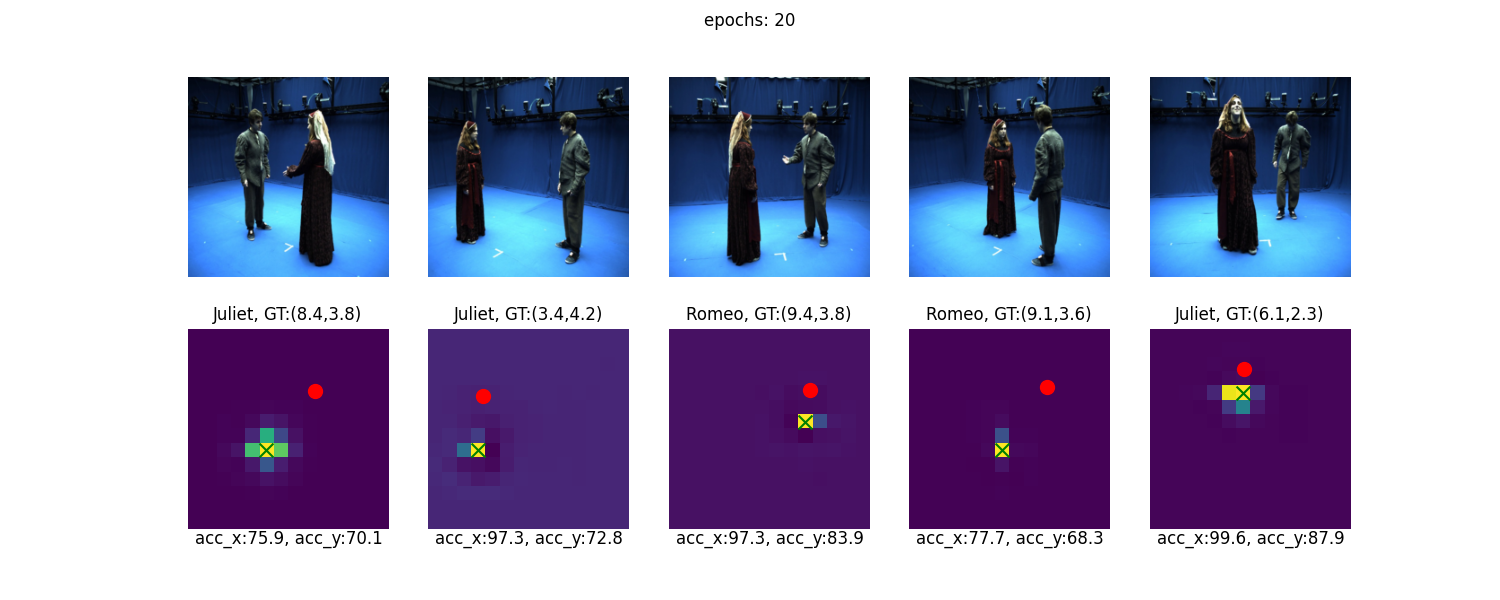 epochs: 20
Juliet, GT:(8.4,3.8)
Juliet, GT:(3.4,4.2)
Romeo, GT:(9.4,3.8)
Romeo, GT:(9.1,3.6)
Juliet, GT:(6.1,2.3)
acc_x:75.9, acc_y:70.1
acc_x:97.3, acc_y:72.8
acc_x:97.3, acc_y:83.9
acc_x:77.7, acc_y:68.3
acc_x:99.6, acc_y:87.9